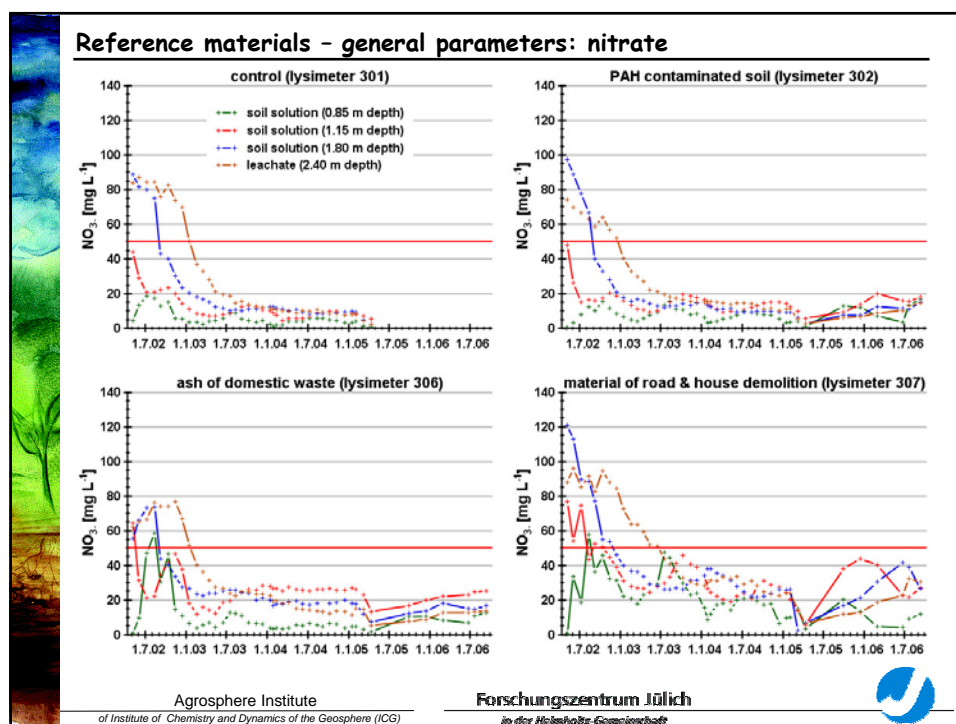 Reference materials – general parameters: nitrate
control (lysimeter 301)
140
120
100
80
60
40
20
0
NO3- [mg L-1]
soil solution (0.85 m depth)
soil solution (1.15 m depth)
soil solution (1.80 m depth)
leachate (2.40 m depth)
1.7.02 1.1.03 1.7.03 1.1.04 1.7.04 1.1.05 1.7.05 1.1.06 1.7.06
PAH contaminated soil (lysimeter 302)
140
120
100
80
60
40
20
0
NO3- [mg L-1]
1.7.02 1.1.03 1.7.03 1.1.04 1.7.04 1.1.05 1.7.05 1.1.06 1.7.06
ash of domestic waste (lysimeter 306)
140
120
100
80
60
40
20
0
NO3- [mg L-1]
1.7.02 1.1.03 1.7.03 1.1.04 1.7.04 1.1.05 1.7.05 1.1.06 1.7.06
material of road & house demolition (lysimeter 307)
140
120
100
80
60
40
20
0
NO3- [mg L-1]
1.7.02 1.1.03 1.7.03 1.1.04 1.7.04 1.1.05 1.7.05 1.1.06 1.7.06
Agrosphere Institute
of Institute of Chemistry and Dynamics of the Geosphere (ICG)
Forschungszentrum Jülich
in der Helmholtz-Gemeinschaft